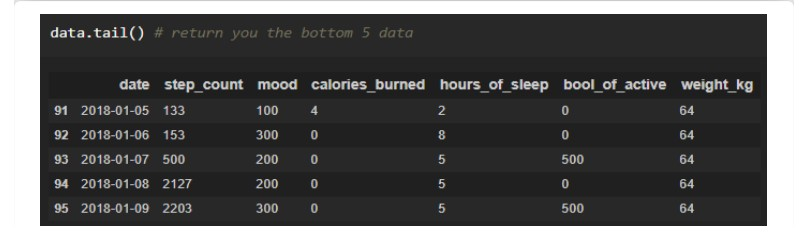 data.tail() # return you the bottom 5 data
date step_count mood calories_burned hours_of_sleep bool_of_active weight_kg
91 2018-01-05 133 100 4 2 0 64
92 2018-01-06 153 300 0 8 0 64
93 2018-01-07 500 200 0 5 500 64
94 2018-01-08 2127 200 0 5 0 64
95 2018-01-09 2203 300 0 5 500 64